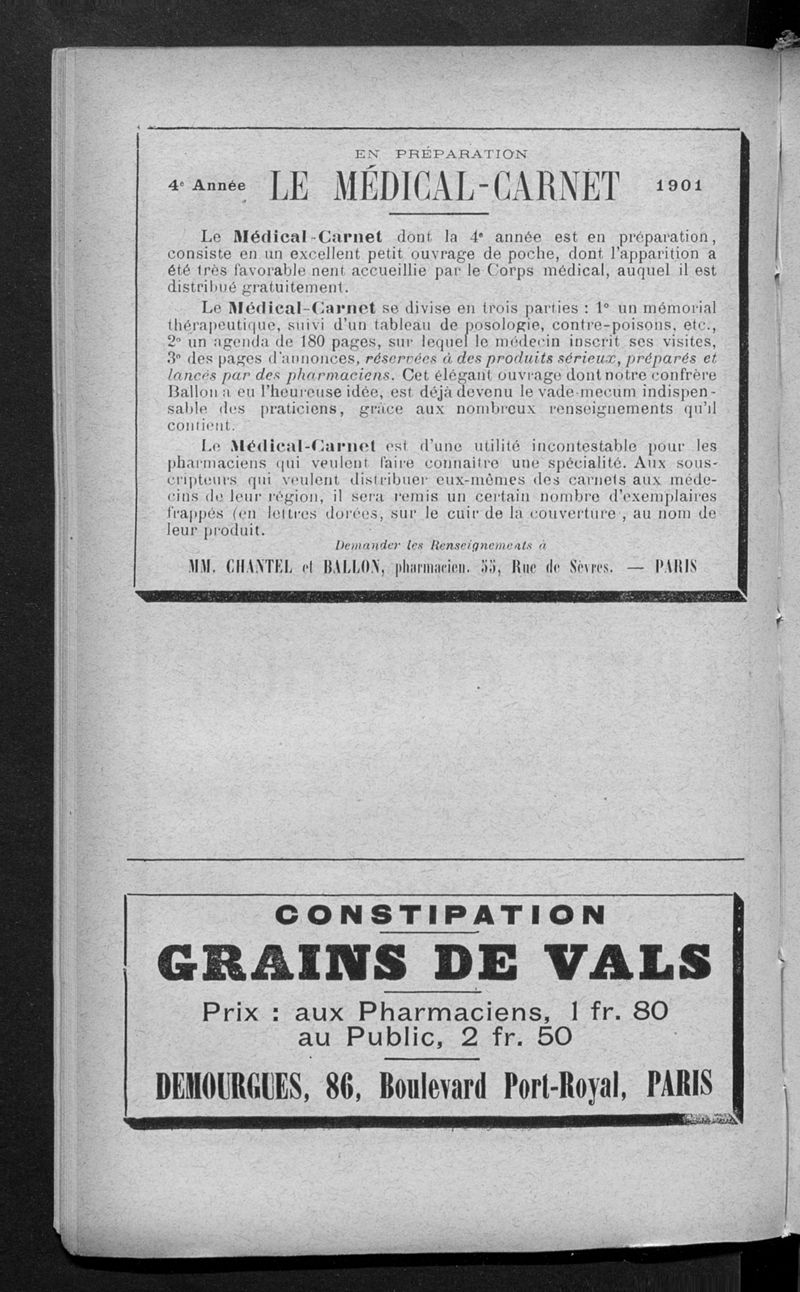 EN PRÉPARATION
4e Année LE MÉDICAL-CARNET 1901
Le Médical-Carnet dont la 4e année est en préparation,
consiste en un excellent petit ouvrage de poche, dont l'apparition a
été très favorable nent accueillie par le Corps médical, auquel il est
distribué gratuitement.
Le Médical-Carnet se divise en trois parties : 1° un mémorial
thérapeutique, suivi d'un tableau de posologie, contre-poisons, etc.,
2° un agenda de 180 pages, sur lequel le médecin inscrit ses visites,
3° des pages d'annonces, réservées à des produits sérieux, préparés et
lancés par des pharmaciens. Cet élégant ouvrage dont notre confrère
Ballon a eu l'heureuse idée, est déjà devenu le vade mecum indispen-
sable des praticiens, grâce aux nombreux renseignements qu'il
contient.
Le Médical-Carnet est d'une utilité incontestable pour les
pharmaciens qui veulent faire connaitre une spécialité. Aux sous-
cripteurs qui veulent distribuer eux-mêmes des carnets aux méde-
cins de leur région, il sera remis un certain nombre d'exemplaires
frappés (en lettres dorées, sur le cuir de la couverture , au nom de
leur produit.
Demander les Renseignements à
MM. CHANTEL et BALLON, pharmacien. 55, Rue de Sèvres. — PARIS
CONSTIPATION
GRAINS DE VALS
Prix : aux Pharmaciens, 1 fr. 80
au Public, 2 fr. 50
DEMOURGUES, 86, Boulevard Port-Royal, PARIS